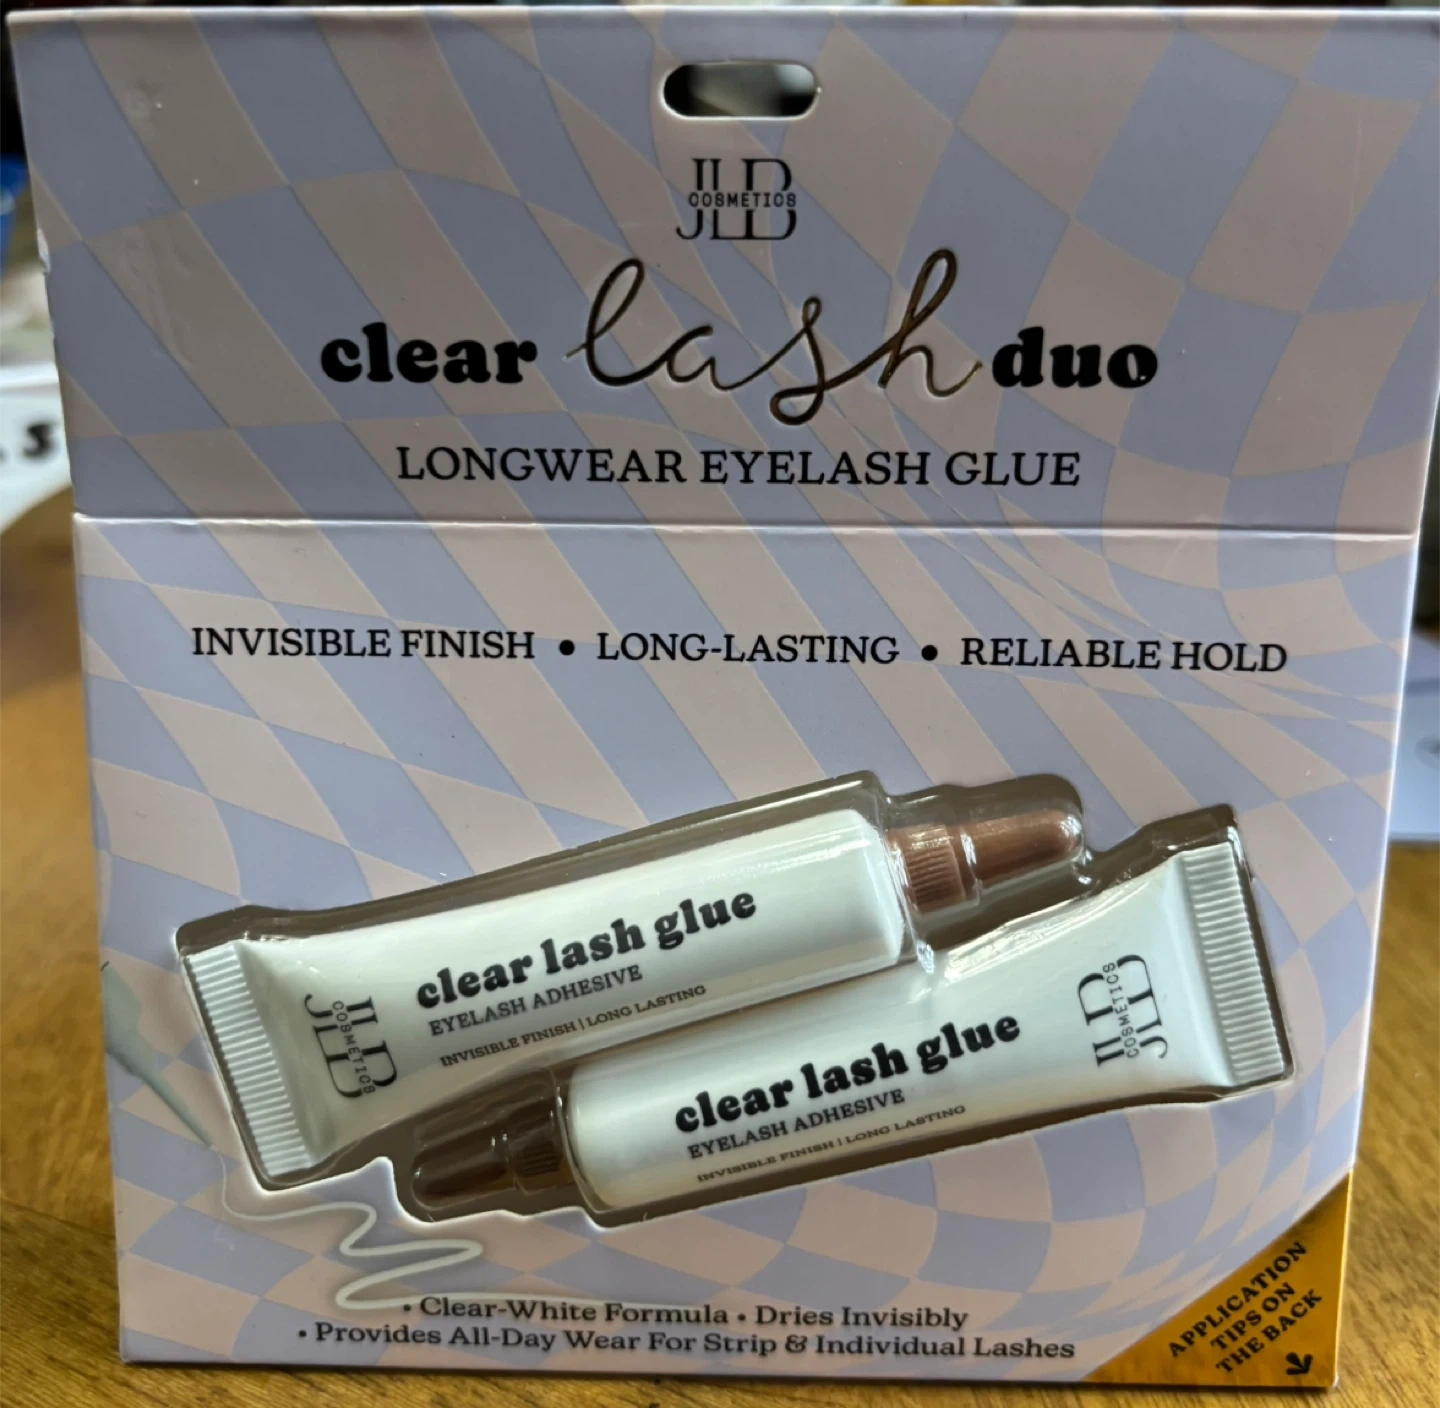 JLB
COSMETICS
clear lash duo
LONGWEAR EYELASH GLUE
INVISIBLE FINISH • LONG-LASTING • RELIABLE HOLD
clear lash glue
EYELASH ADHESIVE
INVISIBLE FINISH | LONG LASTING
JLB
COSMETICS
clear lash glue
EYELASH ADHESIVE
INVISIBLE FINISH | LONG LASTING
JLB
COSMETICS
• Clear-White Formula • Dries Invisibly
• Provides All-Day Wear For Strip & Individual Lashes
APPLICATION
TIPS ON
THE BACK